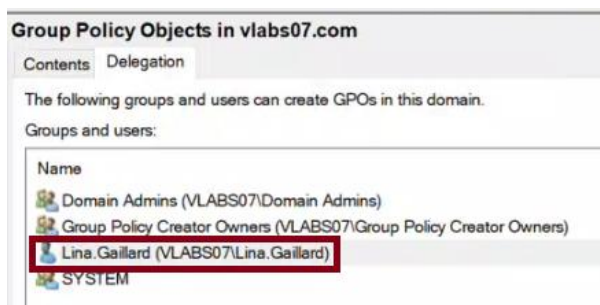 Group Policy Objects in vlabs07.com
Contents Delegation
The following groups and users can create GPOs in this domain.
Groups and users:
Name
Domain Admins (VLABS07\Domain Admins)
Group Policy Creator Owners (VLABS07\Group Policy Creator Owners)
Lina.Gaillard (VLABS07\Lina.Gaillard)
SYSTEM